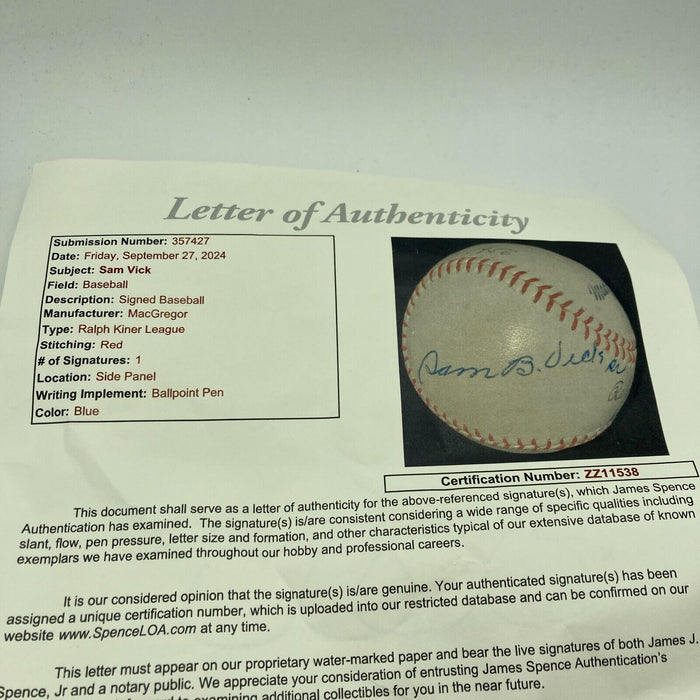 Letter of Authenticity
Submission Number: 357427
Date: Friday, September 27, 2024
Subject: Sam Vick
Field: Baseball
Description: Signed Baseball
Manufacturer: MacGregor
Type: Ralph Kiner League
Stitching: Red
# of Signatures: 1
Location: Side Panel
Writing Implement: Ballpoint Pen
Color: Blue
Sam B. Vick
Certification Number: ZZ11538
This document shall serve as a letter of authenticity for the above-referenced signature(s), which James Spence
Authentication has examined. The signature(s) is/are consistent considering a wide range of specific qualities including
slant, flow, pen pressure, letter size and formation, and other characteristics typical of our extensive database of known
exemplars we have examined throughout our hobby and professional careers.
It is our considered opinion that the signature(s) is/are genuine. Your authenticated signature(s) has been
assigned a unique certification number, which is uploaded into our restricted database and can be confirmed on our
website www.SpenceLOA.com at any time.
This letter must appear on our proprietary water-marked paper and bear the live signatures of both James J.
Spence, Jr and a notary public. We appreciate your consideration of entrusting James Spence Authentication's
examining additional collectibles for you in the near future.